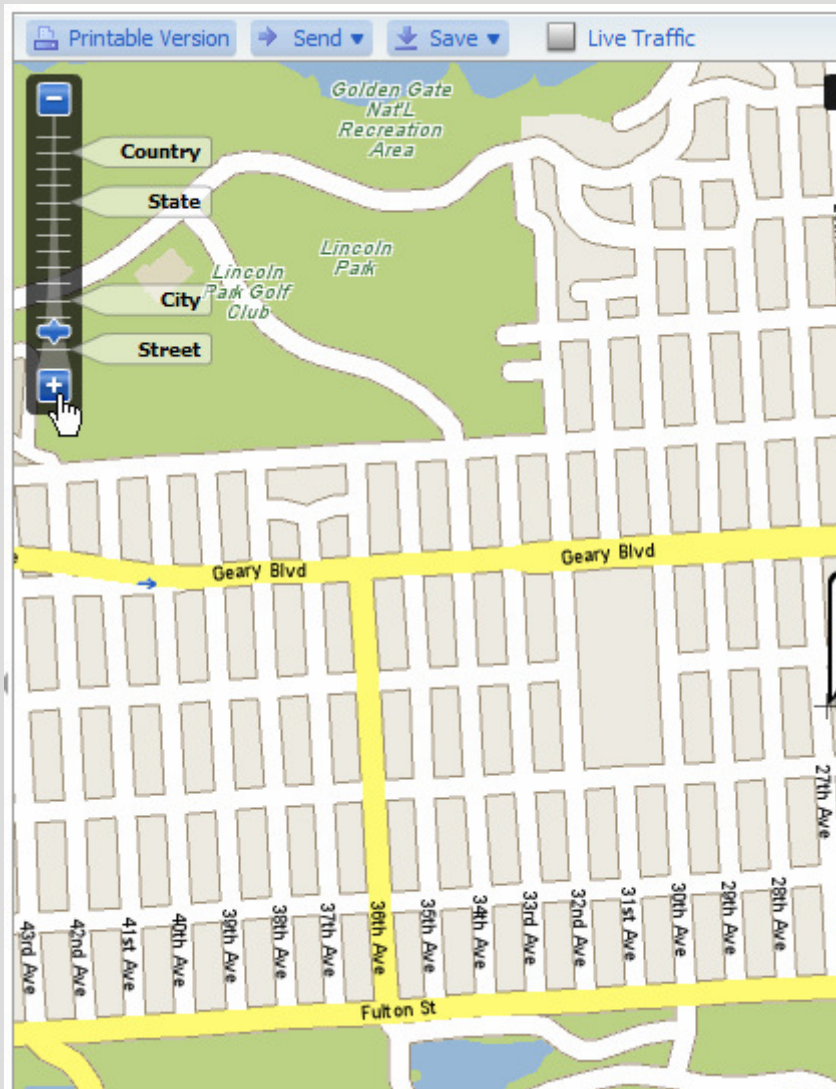 Printable Version
Send
Save
Live Traffic
Golden Gate
Nat'L
Recreation
Area
Country
State
Lincoln
Park
Lincoln
Park Golf
Club
City
Street
Geary Blvd
Geary Blvd
27th Ave
43rd Ave
42nd Ave
41st Ave
40th Ave
39th Ave
38th Ave
37th Ave
36th Ave
35th Ave
34th Ave
33rd Ave
32nd Ave
31st Ave
30th Ave
29th Ave
28th Ave
Fulton St